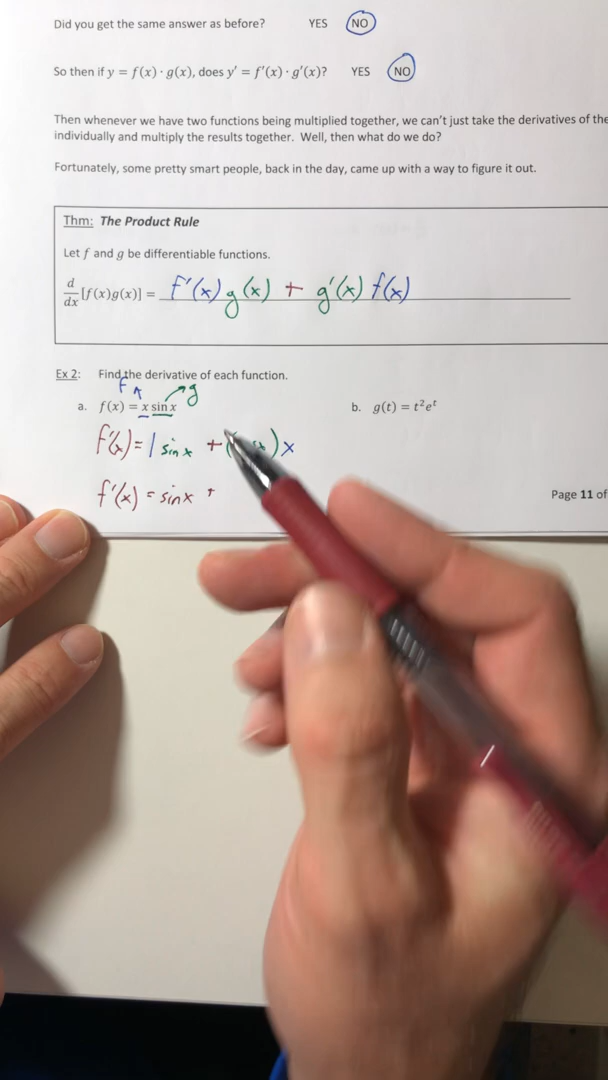 Did you get the same answer as before? YES NO
So then if y = f(x) · g(x), does y′ = f′(x) · g′(x)? YES NO
Then whenever we have two functions being multiplied together, we can't just take the derivatives of the
individually and multiply the results together. Well, then what do we do?
Fortunately, some pretty smart people, back in the day, came up with a way to figure it out.
Thm: The Product Rule
Let f and g be differentiable functions.
d/dx [f(x)g(x)] = f′(x) g(x) + g′(x) f(x)
Ex 2: Find the derivative of each function.
f g
a. f(x) = x sin x b. g(t) = t²eᵗ
f′(x) = 1 sin x + ( ) x
f′(x) = sin x +
Page 11 of